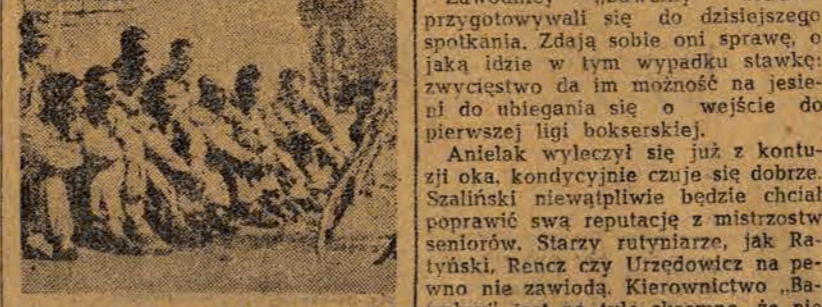 przygotowywali się do dzisiejszego
spotkania. Zdają sobie oni sprawę, o
jaką idzie w tym wypadku stawkę:
zwycięstwo da im możność na jesie-
ni do ubiegania się o wejście do
pierwszej ligi bokserskiej.
Anielak wyleczył się już z kontu-
zji oka, kondycyjnie czuje się dobrze.
Szaliński niewątpliwie będzie chciał
poprawić swą reputację z mistrzostw
seniorów. Starzy rutyniarze, jak Ra-
tyński, Rencz czy Urzędowicz na pe-
wno nie zawiodą. Kierownictwo „Ba-